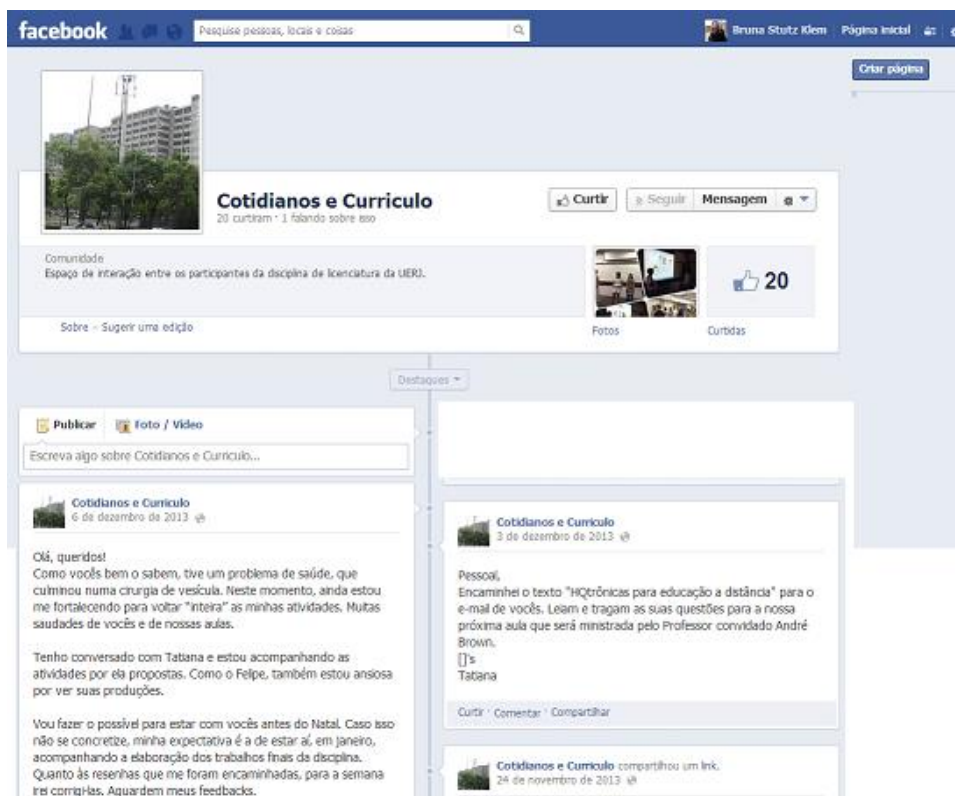 facebook
Pesquise pessoas, locais e coisas
Bruna Stutz Klem Página inicial
Criar página
Cotidianos e Curriculo
20 curtiram · 1 falando sobre isso
Curtir
Seguir
Mensagem
Comunidade
Espaço de interação entre os participantes da disciplina de licenciatura da UERJ.
20
Sobre – Sugerir uma edição
Fotos
Curtidas
Destaques
Publicar
Foto / Vídeo
Escreva algo sobre Cotidianos e Curriculo...
Cotidianos e Curriculo
6 de dezembro de 2013
Olá, queridos!
Como vocês bem o sabem, tive um problema de saúde, que
culminou numa cirurgia de vesícula. Neste momento, ainda estou
me fortalecendo para voltar "inteira" as minhas atividades. Muitas
saudades de vocês e de nossas aulas.
Tenho conversado com Tatiana e estou acompanhando as
atividades por ela propostas. Como o Felipe, também estou ansiosa
por ver suas produções.
Vou fazer o possível para estar com vocês antes do Natal. Caso isso
não se concretize, minha expectativa é a de estar aí, em janeiro,
acompanhando a elaboração dos trabalhos finais da disciplina.
Quanto às resenhas que me foram encaminhadas, para a semana
irei corrigi-las. Aguardem meus feedbacks.
Cotidianos e Curriculo
3 de dezembro de 2013
Pessoal,
Encaminhei o texto "HQtrônicas para educação a distância" para o
e-mail de vocês. Leiam e tragam as suas questões para a nossa
próxima aula que será ministrada pelo Professor convidado André
Brown.
[]'s
Tatiana
Curtir · Comentar · Compartilhar
Cotidianos e Curriculo compartilhou um link.
24 de novembro de 2013